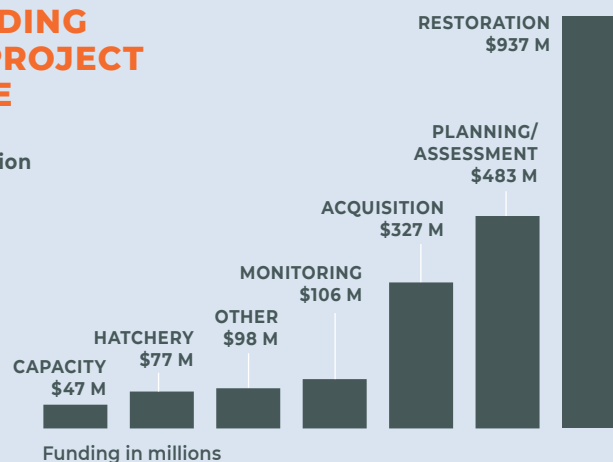 DING
PROJECT
E
ion
RESTORATION
$937 M
PLANNING/
ASSESSMENT
$483 M
ACQUISITION
$327 M
MONITORING
$106 M
OTHER
$98 M
HATCHERY
$77 M
CAPACITY
$47 M
Funding in millions